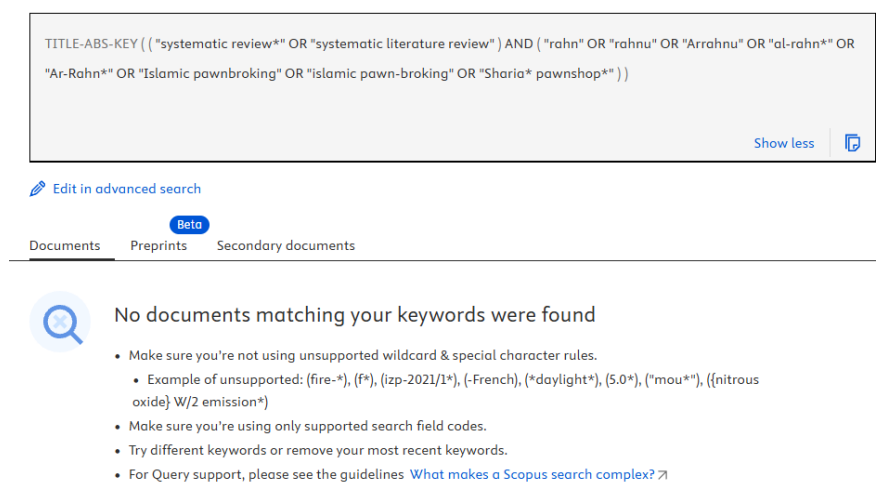 TITLE-ABS-KEY ( ( "systematic review*" OR "systematic literature review" ) AND ( "rahn" OR "rahnu" OR "Arrahnu" OR "al-rahn*" OR
"Ar-Rahn*" OR "Islamic pawnbroking" OR "islamic pawn-broking" OR "Sharia* pawnshop*" ) )
Show less
Edit in advanced search
Beta
Documents Preprints Secondary documents
No documents matching your keywords were found
• Make sure you're not using unsupported wildcard & special character rules.
• Example of unsupported: (fire-*), (f*), (izp-2021/1*), (-French), (*daylight*), (5.0*), ("mou*"), ({nitrous
oxide} W/2 emission*)
• Make sure you're using only supported search field codes.
• Try different keywords or remove your most recent keywords.
• For Query support, please see the guidelines What makes a Scopus search complex?